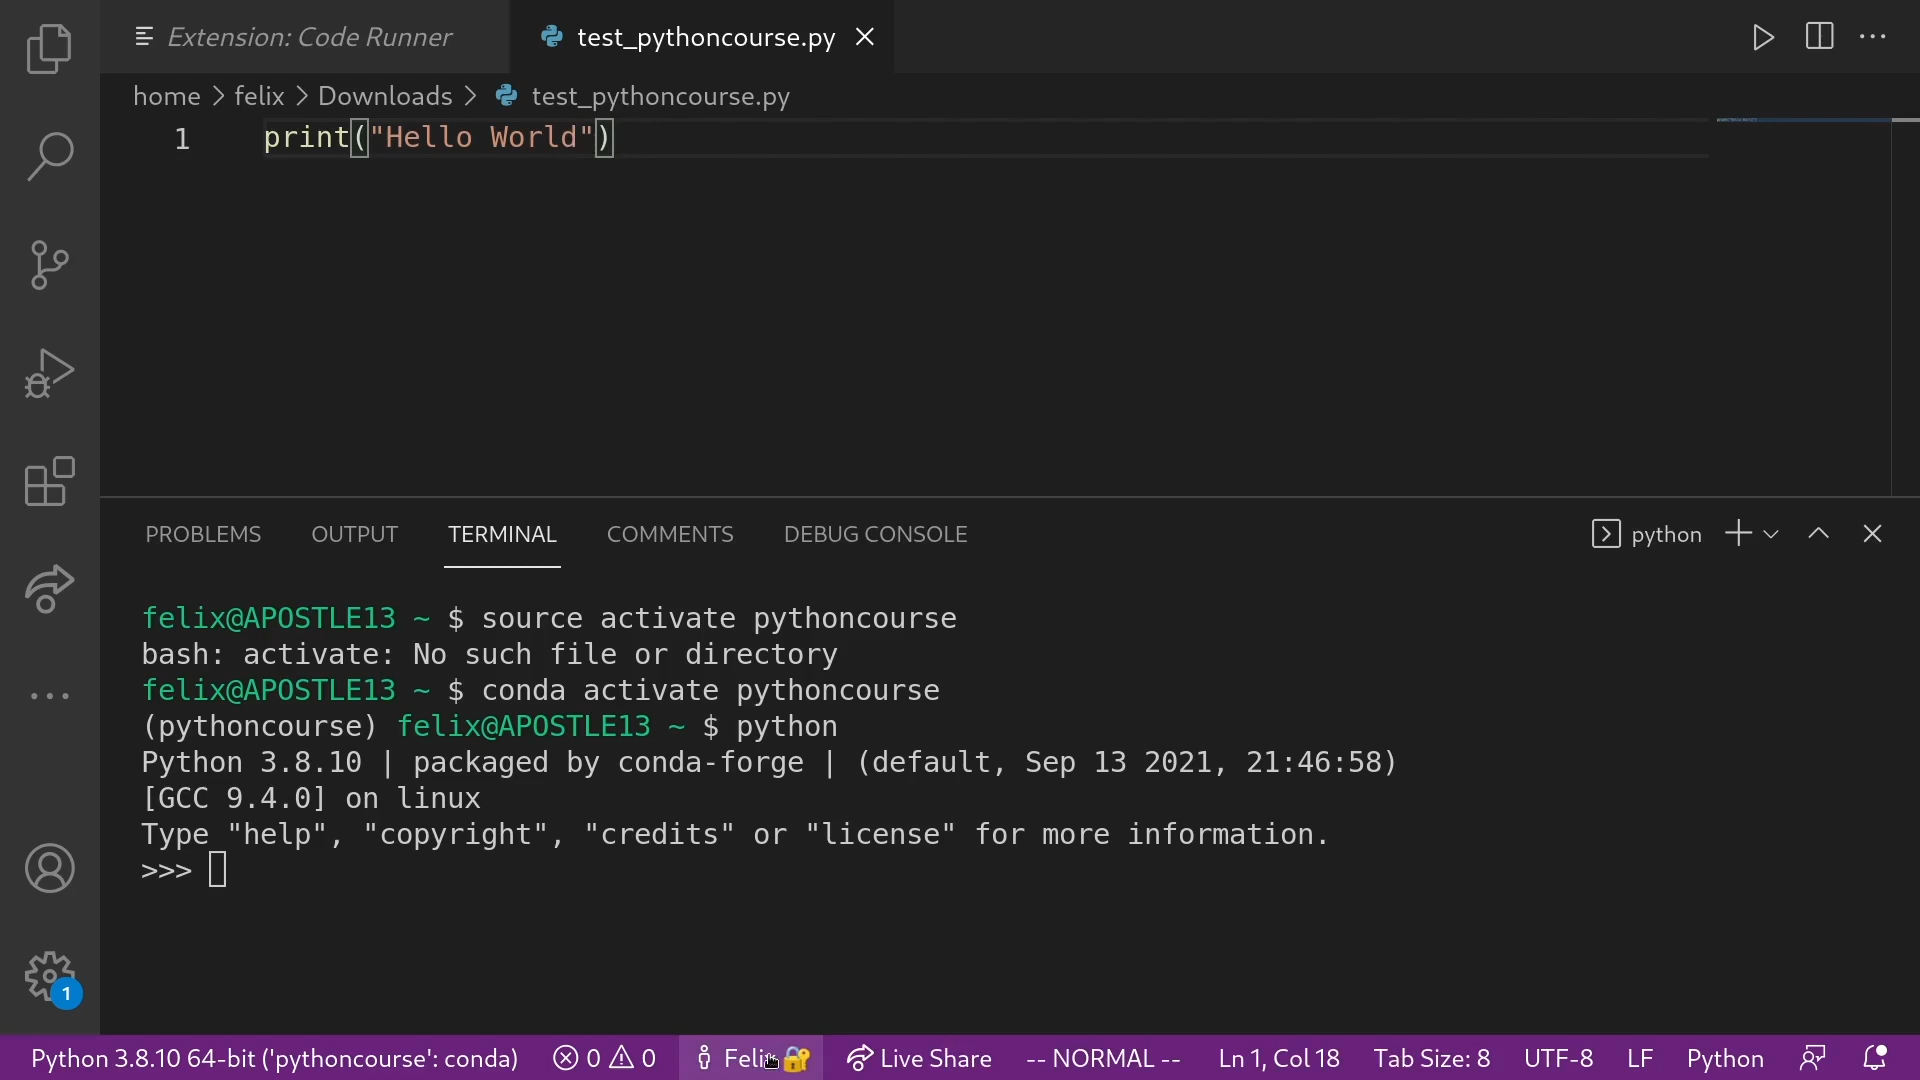 Extension: Code Runner
test_pythoncourse.py
home > felix > Downloads > test_pythoncourse.py
1 print("Hello World")
PROBLEMS OUTPUT TERMINAL COMMENTS DEBUG CONSOLE
python
felix@APOSTLE13 ~ $ source activate pythoncourse
bash: activate: No such file or directory
felix@APOSTLE13 ~ $ conda activate pythoncourse
(pythoncourse) felix@APOSTLE13 ~ $ python
Python 3.8.10 | packaged by conda-forge | (default, Sep 13 2021, 21:46:58)
[GCC 9.4.0] on linux
Type "help", "copyright", "credits" or "license" for more information.
>>>
1
Python 3.8.10 64-bit ('pythoncourse': conda) 0 0 Felix Live Share -- NORMAL -- Ln 1, Col 18 Tab Size: 8 UTF-8 LF Python